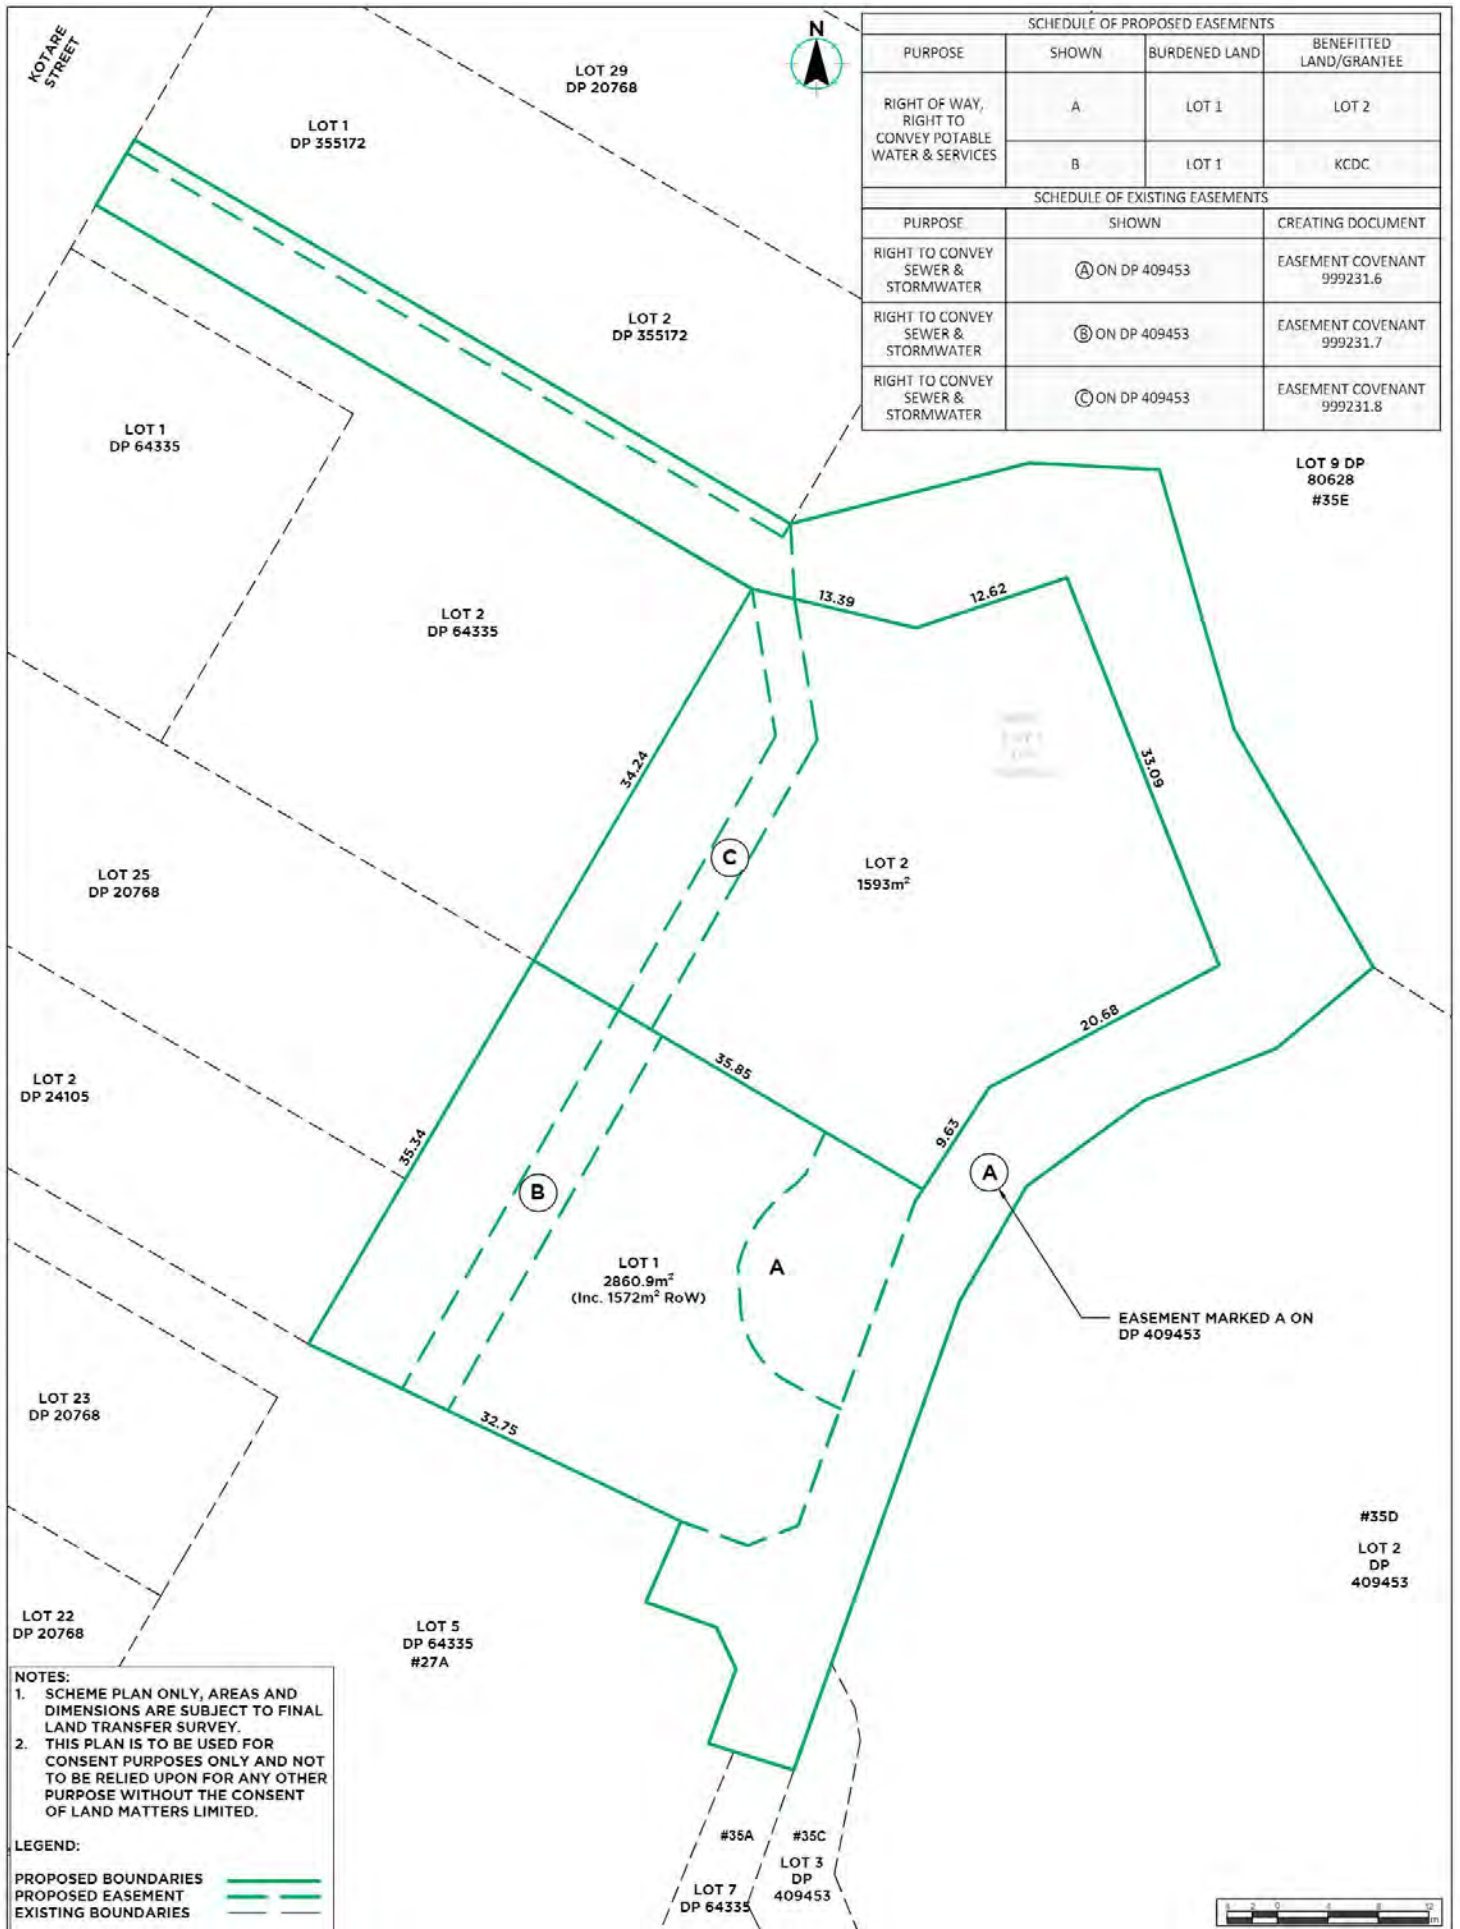 KOTARE
STREET
N
LOT 29
DP 20768
LOT 1
DP 355172
SCHEDULE OF PROPOSED EASEMENTS
PURPOSE SHOWN BURDENED LAND BENEFITTED
LAND/GRANTEE
RIGHT OF WAY,
RIGHT TO
CONVEY POTABLE
WATER & SERVICES
A LOT 1 LOT 2
B LOT 1 KCDC
SCHEDULE OF EXISTING EASEMENTS
PURPOSE SHOWN CREATING DOCUMENT
RIGHT TO CONVEY
SEWER &
STORMWATER
Ⓐ ON DP 409453
EASEMENT COVENANT
999231.6
RIGHT TO CONVEY
SEWER &
STORMWATER
Ⓑ ON DP 409453
EASEMENT COVENANT
999231.7
RIGHT TO CONVEY
SEWER &
STORMWATER
Ⓒ ON DP 409453
EASEMENT COVENANT
999231.8
LOT 2
DP 355172
LOT 1
DP 64335
LOT 9 DP
80628
#35E
LOT 2
DP 64335
13.39
12.62
34.24
33.09
C
LOT 2
1593m²
LOT 25
DP 20768
20.68
35.85
LOT 2
DP 24105
35.34
9.63
A
B
LOT 1
2860.9m²
(Inc. 1572m² RoW)
A
EASEMENT MARKED A ON
DP 409453
LOT 23
DP 20768
32.75
#35D
LOT 2
DP
409453
LOT 22
DP 20768
LOT 5
DP 64335
#27A
NOTES:
1. SCHEME PLAN ONLY, AREAS AND
DIMENSIONS ARE SUBJECT TO FINAL
LAND TRANSFER SURVEY.
2. THIS PLAN IS TO BE USED FOR
CONSENT PURPOSES ONLY AND NOT
TO BE RELIED UPON FOR ANY OTHER
PURPOSE WITHOUT THE CONSENT
OF LAND MATTERS LIMITED.
LEGEND:
PROPOSED BOUNDARIES
PROPOSED EASEMENT
EXISTING BOUNDARIES
#35A
#35C
LOT 3
DP
409453
LOT 7
DP 64335